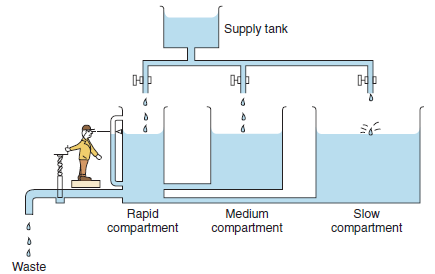 Supply tank
Rapid
compartment
Medium
compartment
Slow
compartment
Waste